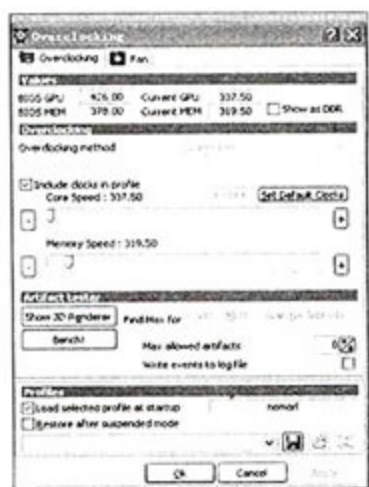 Overclocking
Overclocking Fan
Values
BIOS GPU 426.00 Current GPU 337.50
BIOS MEM 378.00 Current MEM 319.50 Show as DDR
Overclocking
Overclocking method
Include clocks in profile
Core Speed : 337.50 Set Default Clocks
- +
Memory Speed : 319.50
- +
Artifact tester
Show 3D Renderer Find Max for
Bench!
Max allowed artifacts 0
Write events to log file
Profiles
Load selected profile at startup
Restore after suspended mode
Ok Cancel Apply